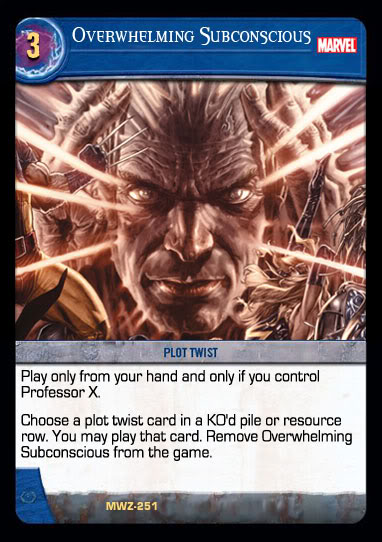 3
Overwhelming Subconscious
MARVEL
PLOT TWIST
Play only from your hand and only if you control
Professor X.
Choose a plot twist card in a KO'd pile or resource
row. You may play that card. Remove Overwhelming
Subconscious from the game.
MWZ-251